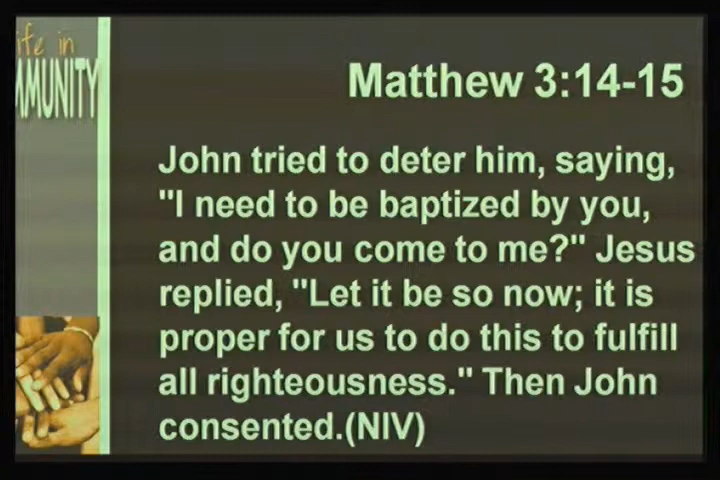 ife in
MMUNITY
Matthew 3:14-15
John tried to deter him, saying,
"I need to be baptized by you,
and do you come to me?" Jesus
replied, "Let it be so now; it is
proper for us to do this to fulfill
all righteousness." Then John
consented.(NIV)